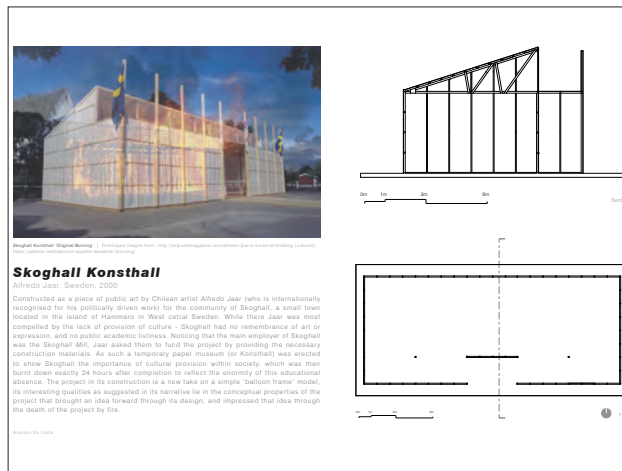 Skoghall Konsthall 'Original Burning' |
Skoghall Konsthall
Alfredo Jaar, Sweden, 2000
Constructed as a piece of public art by Chilean artist Alfredo Jaar (who is internationally
recognised for his politically driven work) for the community of Skoghall, a small town
located in the island of Hammarö in West cetral Sweden. While there Jaar was most
compelled by the lack of provision of culture - Skoghall had no remembrance of art or
expression, and no public academic livliness. Noticing that the main employer of Skoghall
was the Skoghall Mill, Jaar asked them to fund the project by providing the necessary
construction materials. As such a temporary paper museum (or Konsthall) was erected
to show Skoghall the importance of cultural provision within society, which was then
burnt down exactly 24 hours after completion to reflect the enormity of this educational
absence. The project in its construction is a new take on a simple 'balloon frame' model,
its interesting qualities as suggested in its narrative lie in the conceptual properties of the
project that brought an idea forward through its design, and impressed that idea through
the death of the project by fire.
0m 1m 3m 6m
Sect